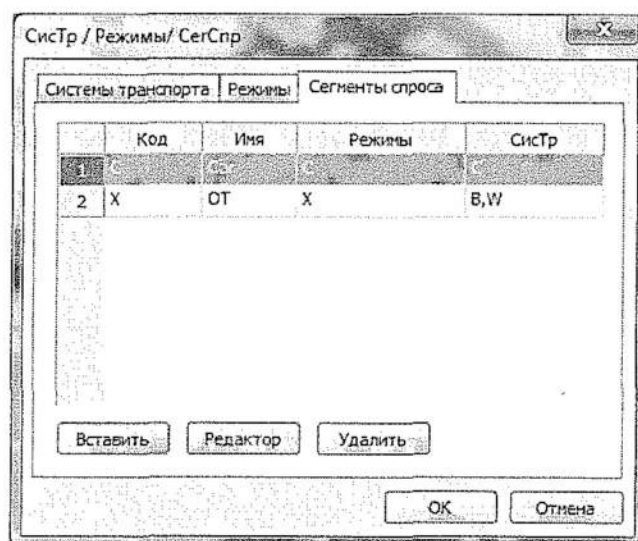 СисТр / Режимы/ СегСпр
Системы транспорта Режимы Сегменты спроса
Код Имя Режимы СисТр
1 C C C
2 X ОТ X B,W
Вставить Редактор Удалить
OK Отмена